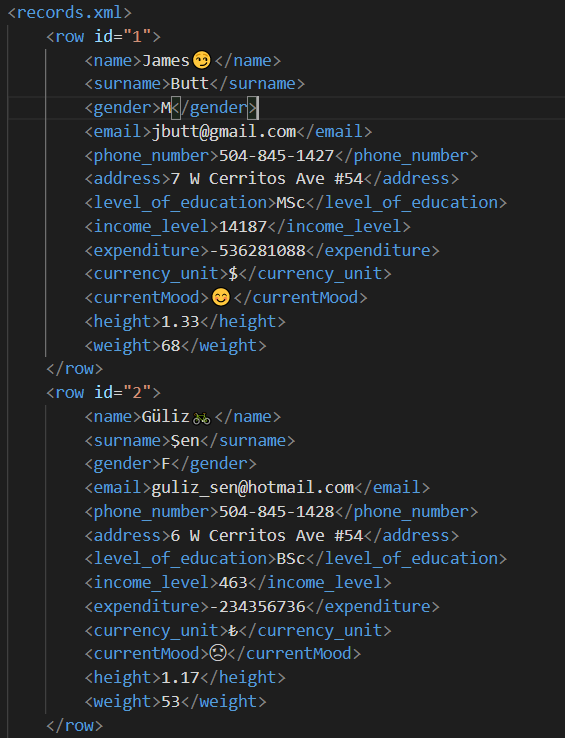 <records.xml>
    <row id="1">
        <name>James😏</name>
        <surname>Butt</surname>
        <gender>M</gender>
        <email>jbutt@gmail.com</email>
        <phone_number>504-845-1427</phone_number>
        <address>7 W Cerritos Ave #54</address>
        <level_of_education>MSc</level_of_education>
        <income_level>14187</income_level>
        <expenditure>-536281088</expenditure>
        <currency_unit>$</currency_unit>
        <currentMood>😊</currentMood>
        <height>1.33</height>
        <weight>68</weight>
    </row>
    <row id="2">
        <name>Güliz🚲</name>
        <surname>Şen</surname>
        <gender>F</gender>
        <email>guliz_sen@hotmail.com</email>
        <phone_number>504-845-1428</phone_number>
        <address>6 W Cerritos Ave #54</address>
        <level_of_education>BSc</level_of_education>
        <income_level>463</income_level>
        <expenditure>-234356736</expenditure>
        <currency_unit>₺</currency_unit>
        <currentMood>😟</currentMood>
        <height>1.17</height>
        <weight>53</weight>
    </row>